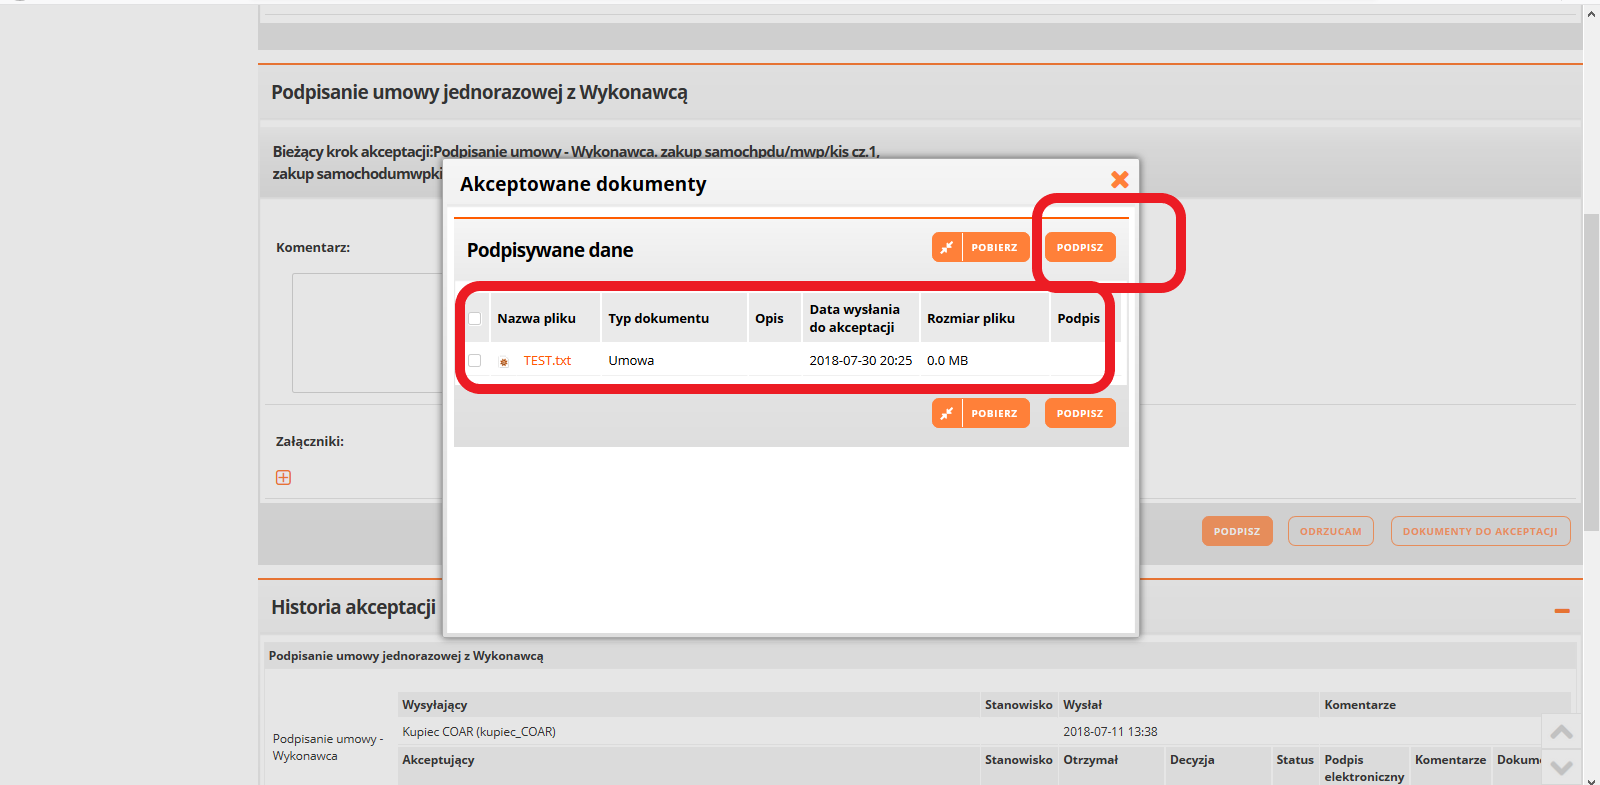 Podpisanie umowy jednorazowej z Wykonawcą
Bieżący krok akceptacji:Podpisanie umowy - Wykonawca. zakup samochpdu/mwp/kis cz.1,
zakup samochodumwpki
Akceptowane dokumenty
Podpisywane dane
POBIERZ PODPISZ
Komentarz:
Nazwa pliku Typ dokumentu Opis Data wysłania do akceptacji Rozmiar pliku Podpis
TEST.txt Umowa 2018-07-30 20:25 0.0 MB
POBIERZ PODPISZ
Załączniki:
PODPISZ ODRZUCAM DOKUMENTY DO AKCEPTACJI
Historia akceptacji
Podpisanie umowy jednorazowej z Wykonawcą
Wysyłający Stanowisko Wysłał Komentarze
Kupiec COAR (kupiec_COAR) 2018-07-11 13:38
Podpisanie umowy -
Wykonawca
Akceptujący Stanowisko Otrzymał Decyzja Status Podpis elektroniczny Komentarze Dokum